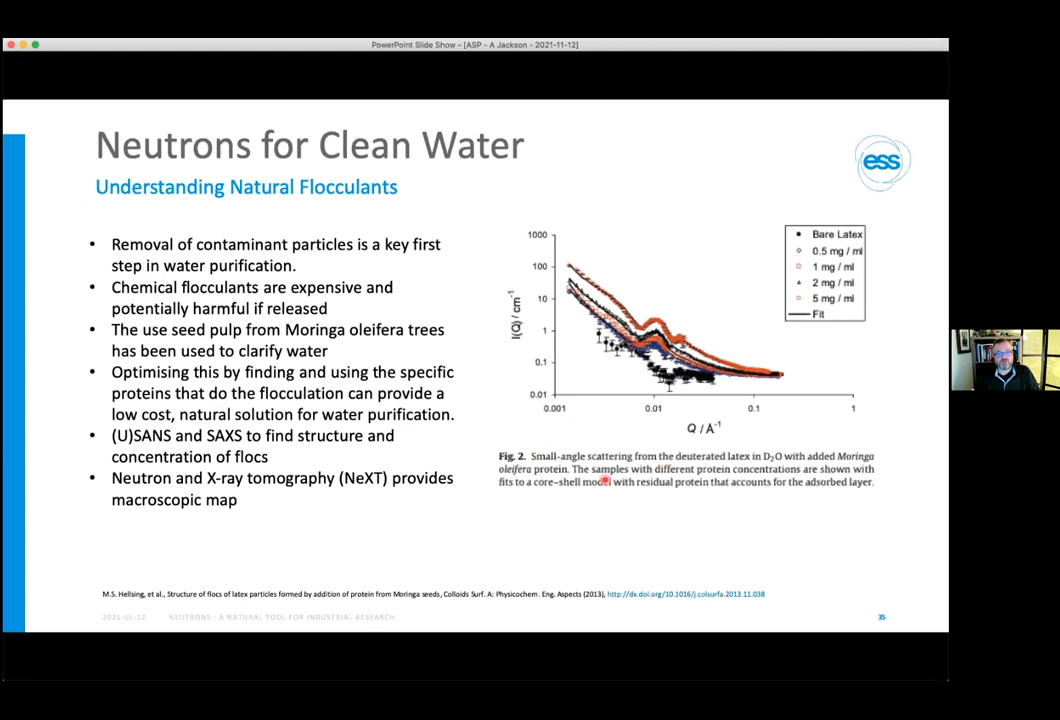 PowerPoint Slide Show - [ASP - A Jackson - 2021-11-12]
Neutrons for Clean Water
Understanding Natural Flocculants
ess
• Removal of contaminant particles is a key first
step in water purification.
• Chemical flocculants are expensive and
potentially harmful if released
• The use seed pulp from Moringa oleifera trees
has been used to clarify water
• Optimising this by finding and using the specific
proteins that do the flocculation can provide a
low cost, natural solution for water purification.
• (U)SANS and SAXS to find structure and
concentration of flocs
• Neutron and X-ray tomography (NeXT) provides
macroscopic map
1000
100
10
1
0.1
0.01
I(Q) / cm⁻¹
0.001
0.01
0.1
1
Q / Å⁻¹
Bare Latex
0.5 mg / ml
1 mg / ml
2 mg / ml
5 mg / ml
Fit
Fig. 2. Small-angle scattering from the deuterated latex in D₂O with added Moringa
oleifera protein. The samples with different protein concentrations are shown with
fits to a core–shell model with residual protein that accounts for the adsorbed layer.
M.S. Hellsing, et al., Structure of flocs of latex particles formed by addition of protein from Moringa seeds, Colloids Surf. A: Physicochem. Eng. Aspects (2013), http://dx.doi.org/10.1016/j.colsurfa.2013.11.038
2021-01-12
NEUTRONS : A NATURAL TOOL FOR INDUSTRIAL RESEARCH
35